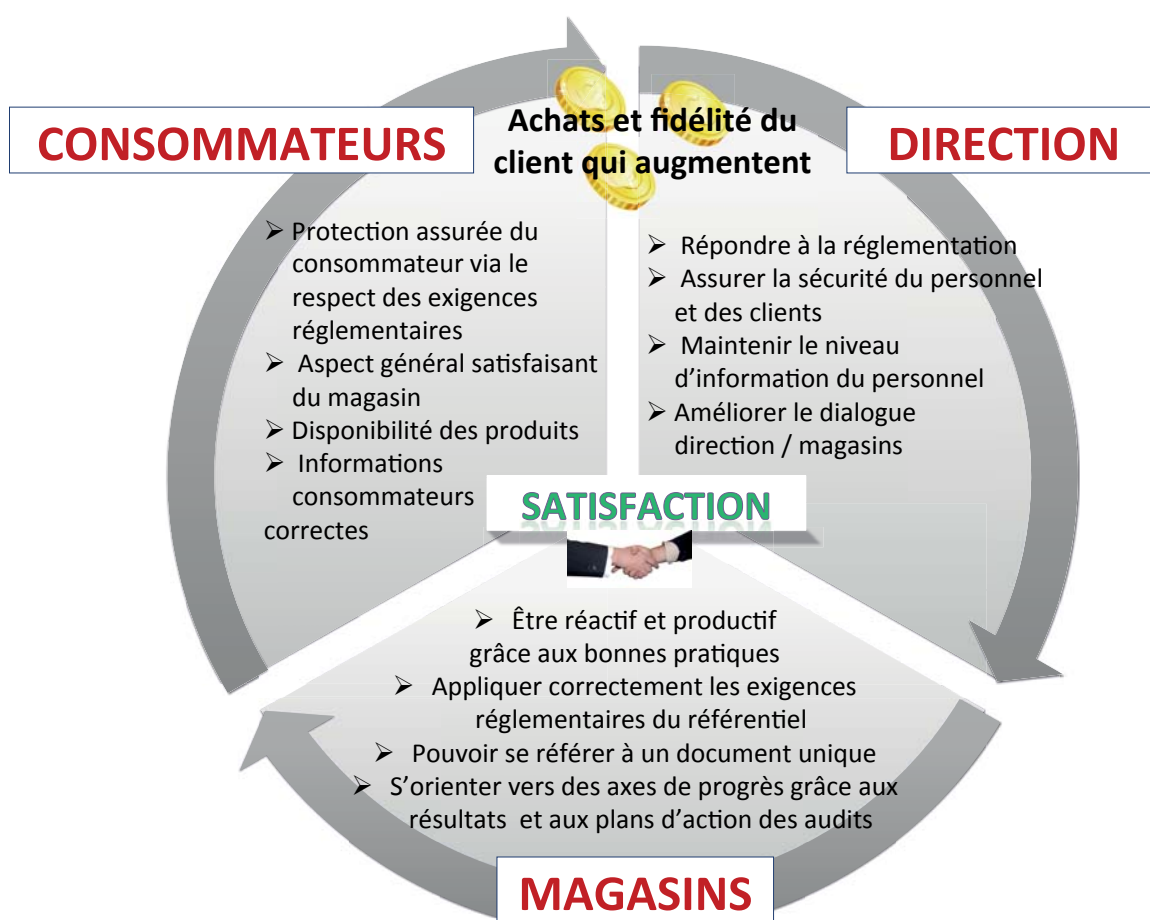 Achats et fidélité du
client qui augmentent
CONSOMMATEURS
➢ Protection assurée du
consommateur via le
respect des exigences
réglementaires
➢ Aspect général satisfaisant
du magasin
➢ Disponibilité des produits
➢ Informations
consommateurs
correctes
DIRECTION
➢ Répondre à la réglementation
➢ Assurer la sécurité du personnel
et des clients
➢ Maintenir le niveau
d’information du personnel
➢ Améliorer le dialogue
direction / magasins
SATISFACTION
➢ Être réactif et productif
grâce aux bonnes pratiques
➢ Appliquer correctement les exigences
réglementaires du référentiel
➢ Pouvoir se référer à un document unique
➢ S’orienter vers des axes de progrès grâce aux
résultats et aux plans d’action des audits
MAGASINS